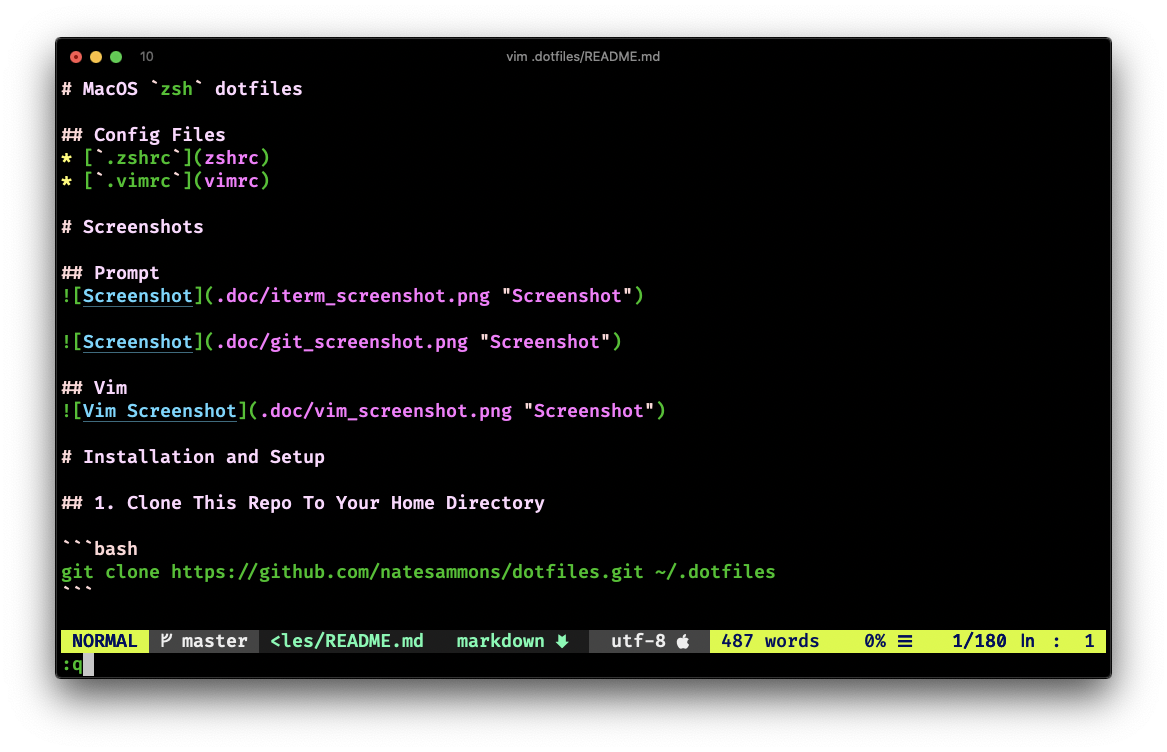 10 vim .dotfiles/README.md
# MacOS `zsh` dotfiles
## Config Files
* [`.zshrc`](zshrc)
* [`.vimrc`](vimrc)
# Screenshots
## Prompt
![Screenshot](.doc/iterm_screenshot.png "Screenshot")
![Screenshot](.doc/git_screenshot.png "Screenshot")
## Vim
![Vim Screenshot](.doc/vim_screenshot.png "Screenshot")
# Installation and Setup
## 1. Clone This Repo To Your Home Directory
```bash
git clone https://github.com/natesammons/dotfiles.git ~/.dotfiles
```
NORMAL master <les/README.md markdown utf-8 487 words 0% ☰ 1/180 ln : 1
:q